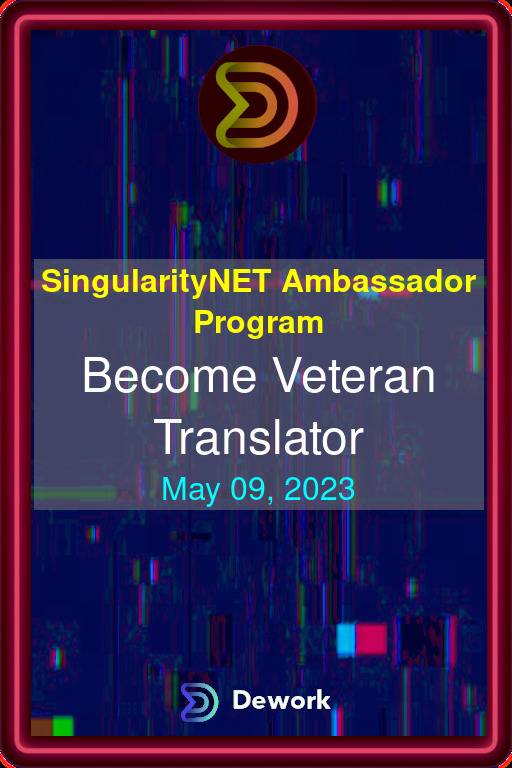 SingularityNET Ambassador
Program
Become Veteran
Translator
May 09, 2023
Dework